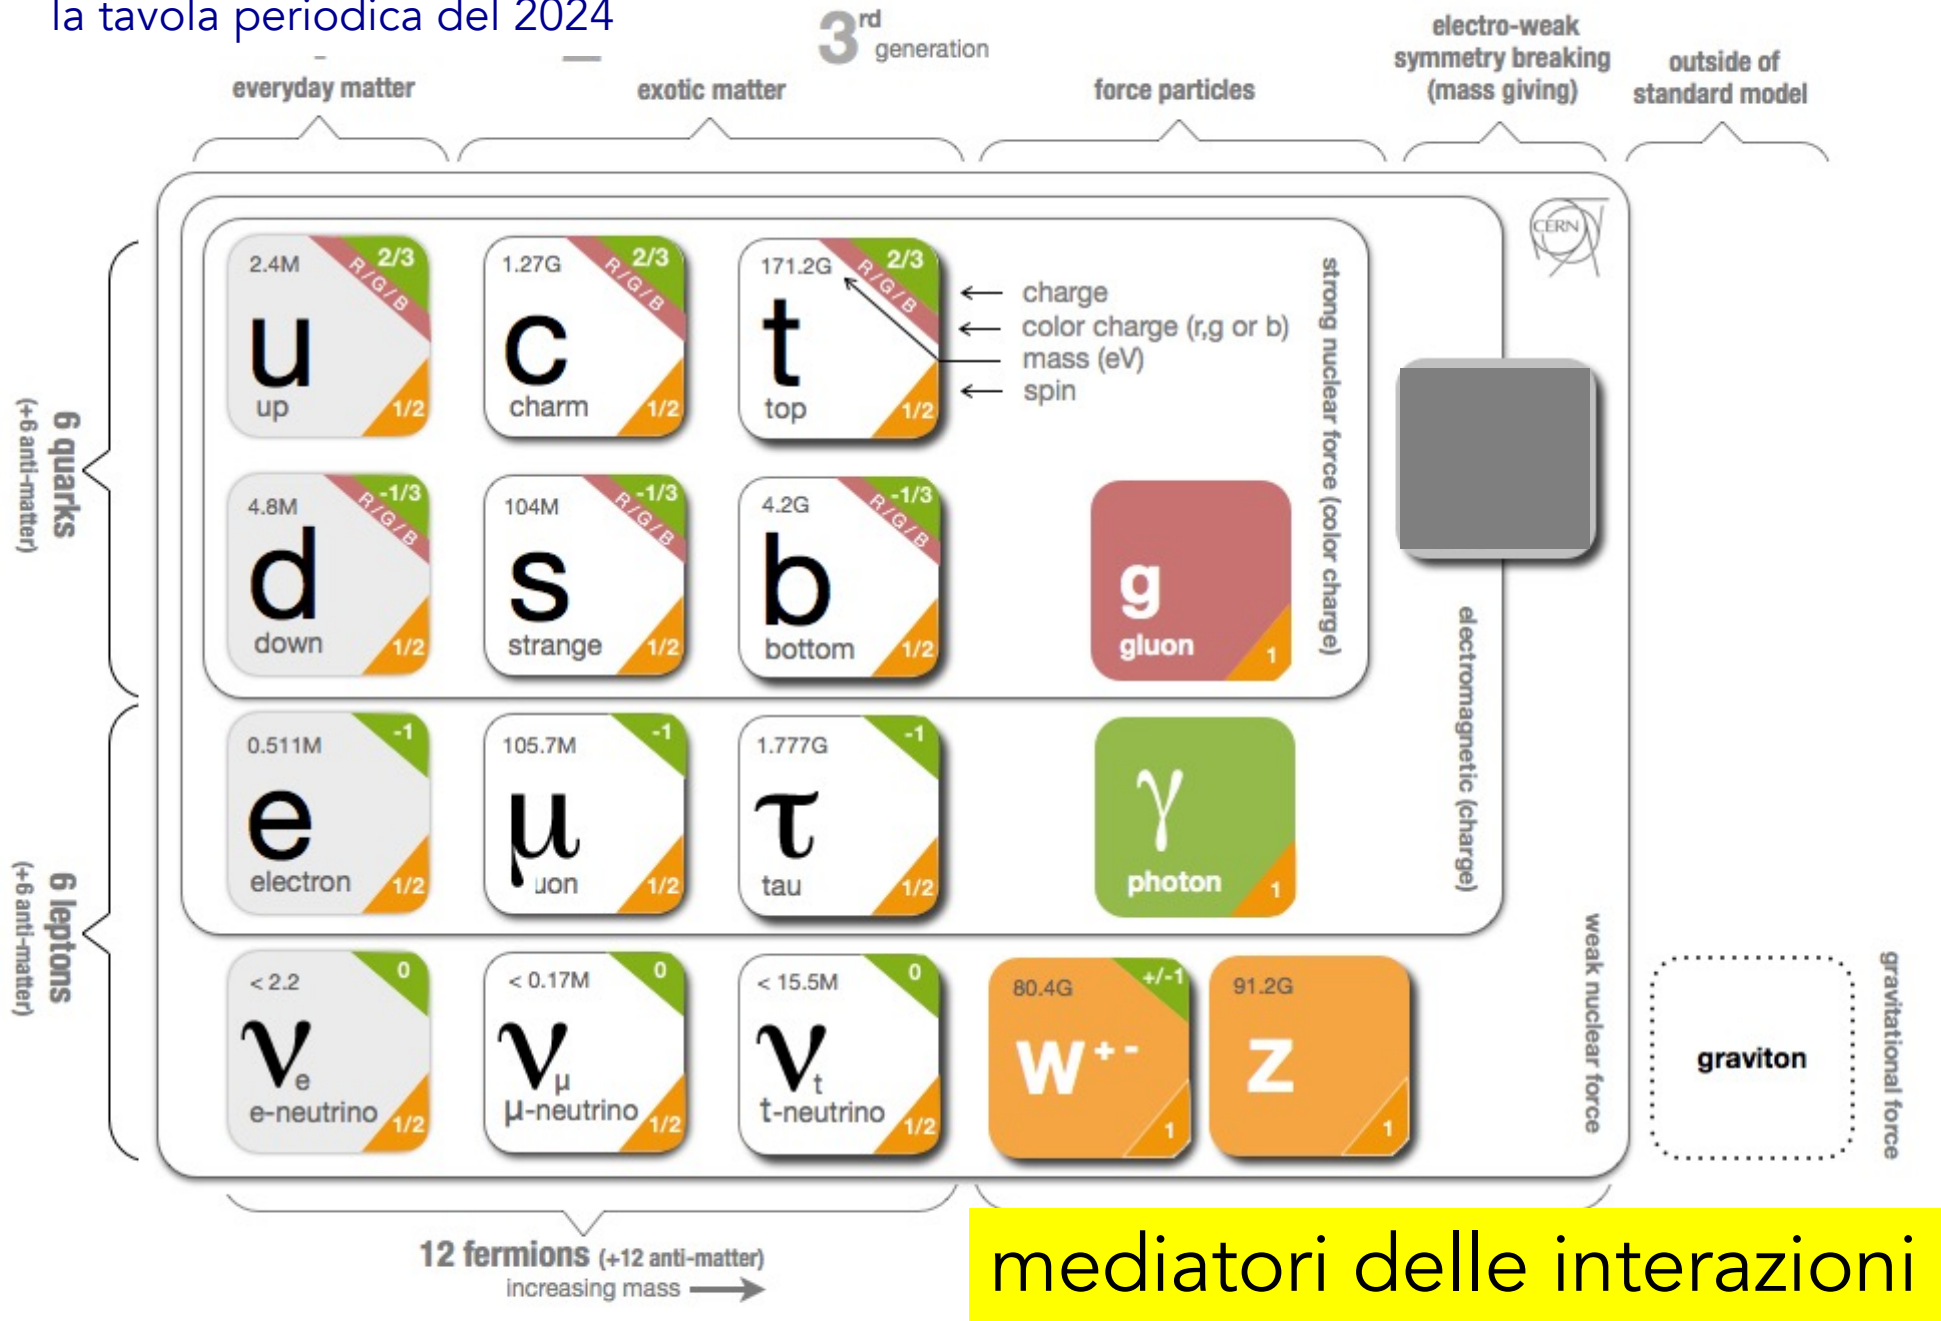 la tavola periodica del 2024
3rd generation
everyday matter
exotic matter
force particles
electro-weak
symmetry breaking
(mass giving)
outside of
standard model
CERN
6 quarks
(+6 anti-matter)
2.4M
2/3
R/G/B
u
up
1/2
1.27G
2/3
R/G/B
c
charm
1/2
171.2G
2/3
R/G/B
t
top
1/2
charge
color charge (r,g or b)
mass (eV)
spin
strong nuclear force (color charge)
4.8M
-1/3
R/G/B
d
down
1/2
104M
-1/3
R/G/B
s
strange
1/2
4.2G
-1/3
R/G/B
b
bottom
1/2
g
gluon
1
6 leptons
(+6 anti-matter)
0.511M
-1
e
electron
1/2
105.7M
-1
μ
uon
1/2
1.777G
-1
τ
tau
1/2
γ
photon
1
electromagnetic (charge)
< 2.2
0
νe
e-neutrino
1/2
< 0.17M
0
νμ
μ-neutrino
1/2
< 15.5M
0
νt
t-neutrino
1/2
80.4G
+/-1
W+ -
1
91.2G
Z
1
weak nuclear force
graviton
gravitational force
12 fermions (+12 anti-matter)
increasing mass
mediatori delle interazioni